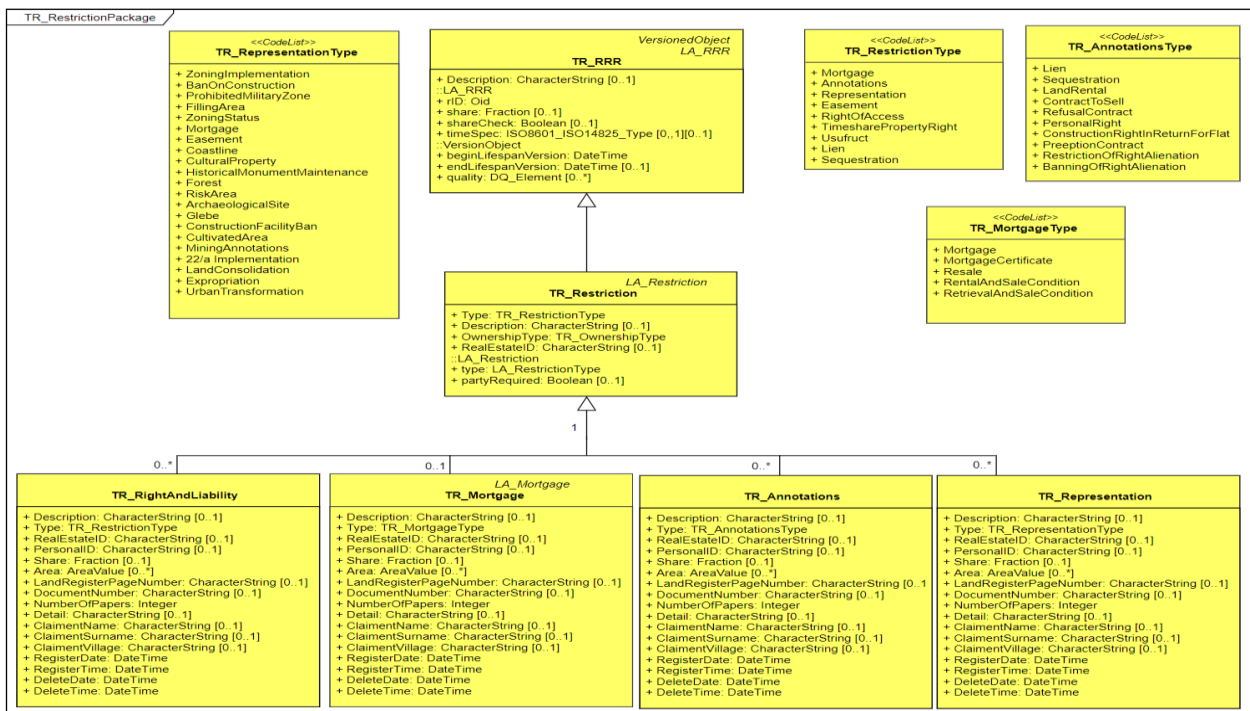 TR_RestrictionPackage
<<CodeList>>
TR_RepresentationType
+ ZoningImplementation
+ BanOnConstruction
+ ProhibitedMilitaryZone
+ FillingArea
+ ZoningStatus
+ Mortgage
+ Easement
+ Coastline
+ CulturalProperty
+ HistoricalMonumentMaintenance
+ Forest
+ RiskArea
+ ArchaeologicalSite
+ Glebe
+ ConstructionFacilityBan
+ CultivatedArea
+ MiningAnnotations
+ 22/a Implementation
+ LandConsolidation
+ Expropriation
+ UrbanTransformation
VersionedObject
LA_RRR
TR_RRR
+ Description: CharacterString [0..1]
::LA_RRR
+ rID: Oid
+ share: Fraction [0..1]
+ shareCheck: Boolean [0..1]
+ timeSpec: ISO8601_ISO14825_Type [0,,1][0..1]
::VersionObject
+ beginLifespanVersion: DateTime
+ endLifespanVersion: DateTime [0..1]
+ quality: DQ_Element [0..*]
<<CodeList>>
TR_RestrictionType
+ Mortgage
+ Annotations
+ Representation
+ Easement
+ RightOfAccess
+ TimesharePropertyRight
+ Usufruct
+ Lien
+ Sequestration
<<CodeList>>
TR_AnnotationsType
+ Lien
+ Sequestration
+ LandRental
+ ContractToSell
+ RefusalContract
+ PersonalRight
+ ConstructionRightInReturnForFlat
+ PreeptionContract
+ RestrictionOfRightAlienation
+ BanningOfRightAlienation
<<CodeList>>
TR_MortgageType
+ Mortgage
+ MortgageCertificate
+ Resale
+ RentalAndSaleCondition
+ RetrievalAndSaleCondition
LA_Restriction
TR_Restriction
+ Type: TR_RestrictionType
+ Description: CharacterString [0..1]
+ OwnershipType: TR_OwnershipType
+ RealEstateID: CharacterString [0..1]
::LA_Restriction
+ type: LA_RestrictionType
+ partyRequired: Boolean [0..1]
1
0..*
0..1
0..*
0..*
TR_RightAndLiability
+ Description: CharacterString [0..1]
+ Type: TR_RestrictionType
+ RealEstateID: CharacterString [0..1]
+ PersonalID: CharacterString [0..1]
+ Share: Fraction [0..1]
+ Area: AreaValue [0..*]
+ LandRegisterPageNumber: CharacterString [0..1]
+ DocumentNumber: CharacterString [0..1]
+ NumberOfPapers: Integer
+ Detail: CharacterString [0..1]
+ ClaimentName: CharacterString [0..1]
+ ClaimentSurname: CharacterString [0..1]
+ ClaimentVillage: CharacterString [0..1]
+ RegisterDate: DateTime
+ RegisterTime: DateTime
+ DeleteDate: DateTime
+ DeleteTime: DateTime
LA_Mortgage
TR_Mortgage
+ Description: CharacterString [0..1]
+ Type: TR_MortgageType
+ RealEstateID: CharacterString [0..1]
+ PersonalID: CharacterString [0..1]
+ Share: Fraction [0..1]
+ Area: AreaValue [0..*]
+ LandRegisterPageNumber: CharacterString [0..1]
+ DocumentNumber: CharacterString [0..1]
+ NumberOfPapers: Integer
+ Detail: CharacterString [0..1]
+ ClaimentName: CharacterString [0..1]
+ ClaimentSurname: CharacterString [0..1]
+ ClaimentVillage: CharacterString [0..1]
+ RegisterDate: DateTime
+ RegisterTime: DateTime
+ DeleteDate: DateTime
+ DeleteTime: DateTime
TR_Annotations
+ Description: CharacterString [0..1]
+ Type: TR_AnnotationsType
+ RealEstateID: CharacterString [0..1]
+ PersonalID: CharacterString [0..1]
+ Share: Fraction [0..1]
+ Area: AreaValue [0..*]
+ LandRegisterPageNumber: CharacterString [0..1
+ DocumentNumber: CharacterString [0..1]
+ NumberOfPapers: Integer
+ Detail: CharacterString [0..1]
+ ClaimentName: CharacterString [0..1]
+ ClaimentSurname: CharacterString [0..1]
+ ClaimentVillage: CharacterString [0..1]
+ RegisterDate: DateTime
+ RegisterTime: DateTime
+ DeleteDate: DateTime
+ DeleteTime: DateTime
TR_Representation
+ Description: CharacterString [0..1]
+ Type: TR_RepresentationType
+ RealEstateID: CharacterString [0..1]
+ PersonalID: CharacterString [0..1]
+ Share: Fraction [0..1]
+ Area: AreaValue [0..*]
+ LandRegisterPageNumber: CharacterString [0..1]
+ DocumentNumber: CharacterString [0..1]
+ NumberOfPapers: Integer
+ Detail: CharacterString [0..1]
+ ClaimentName: CharacterString [0..1]
+ ClaimentSurname: CharacterString [0..1]
+ ClaimentVillage: CharacterString [0..1]
+ RegisterDate: DateTime
+ RegisterTime: DateTime
+ DeleteDate: DateTime
+ DeleteTime: DateTime